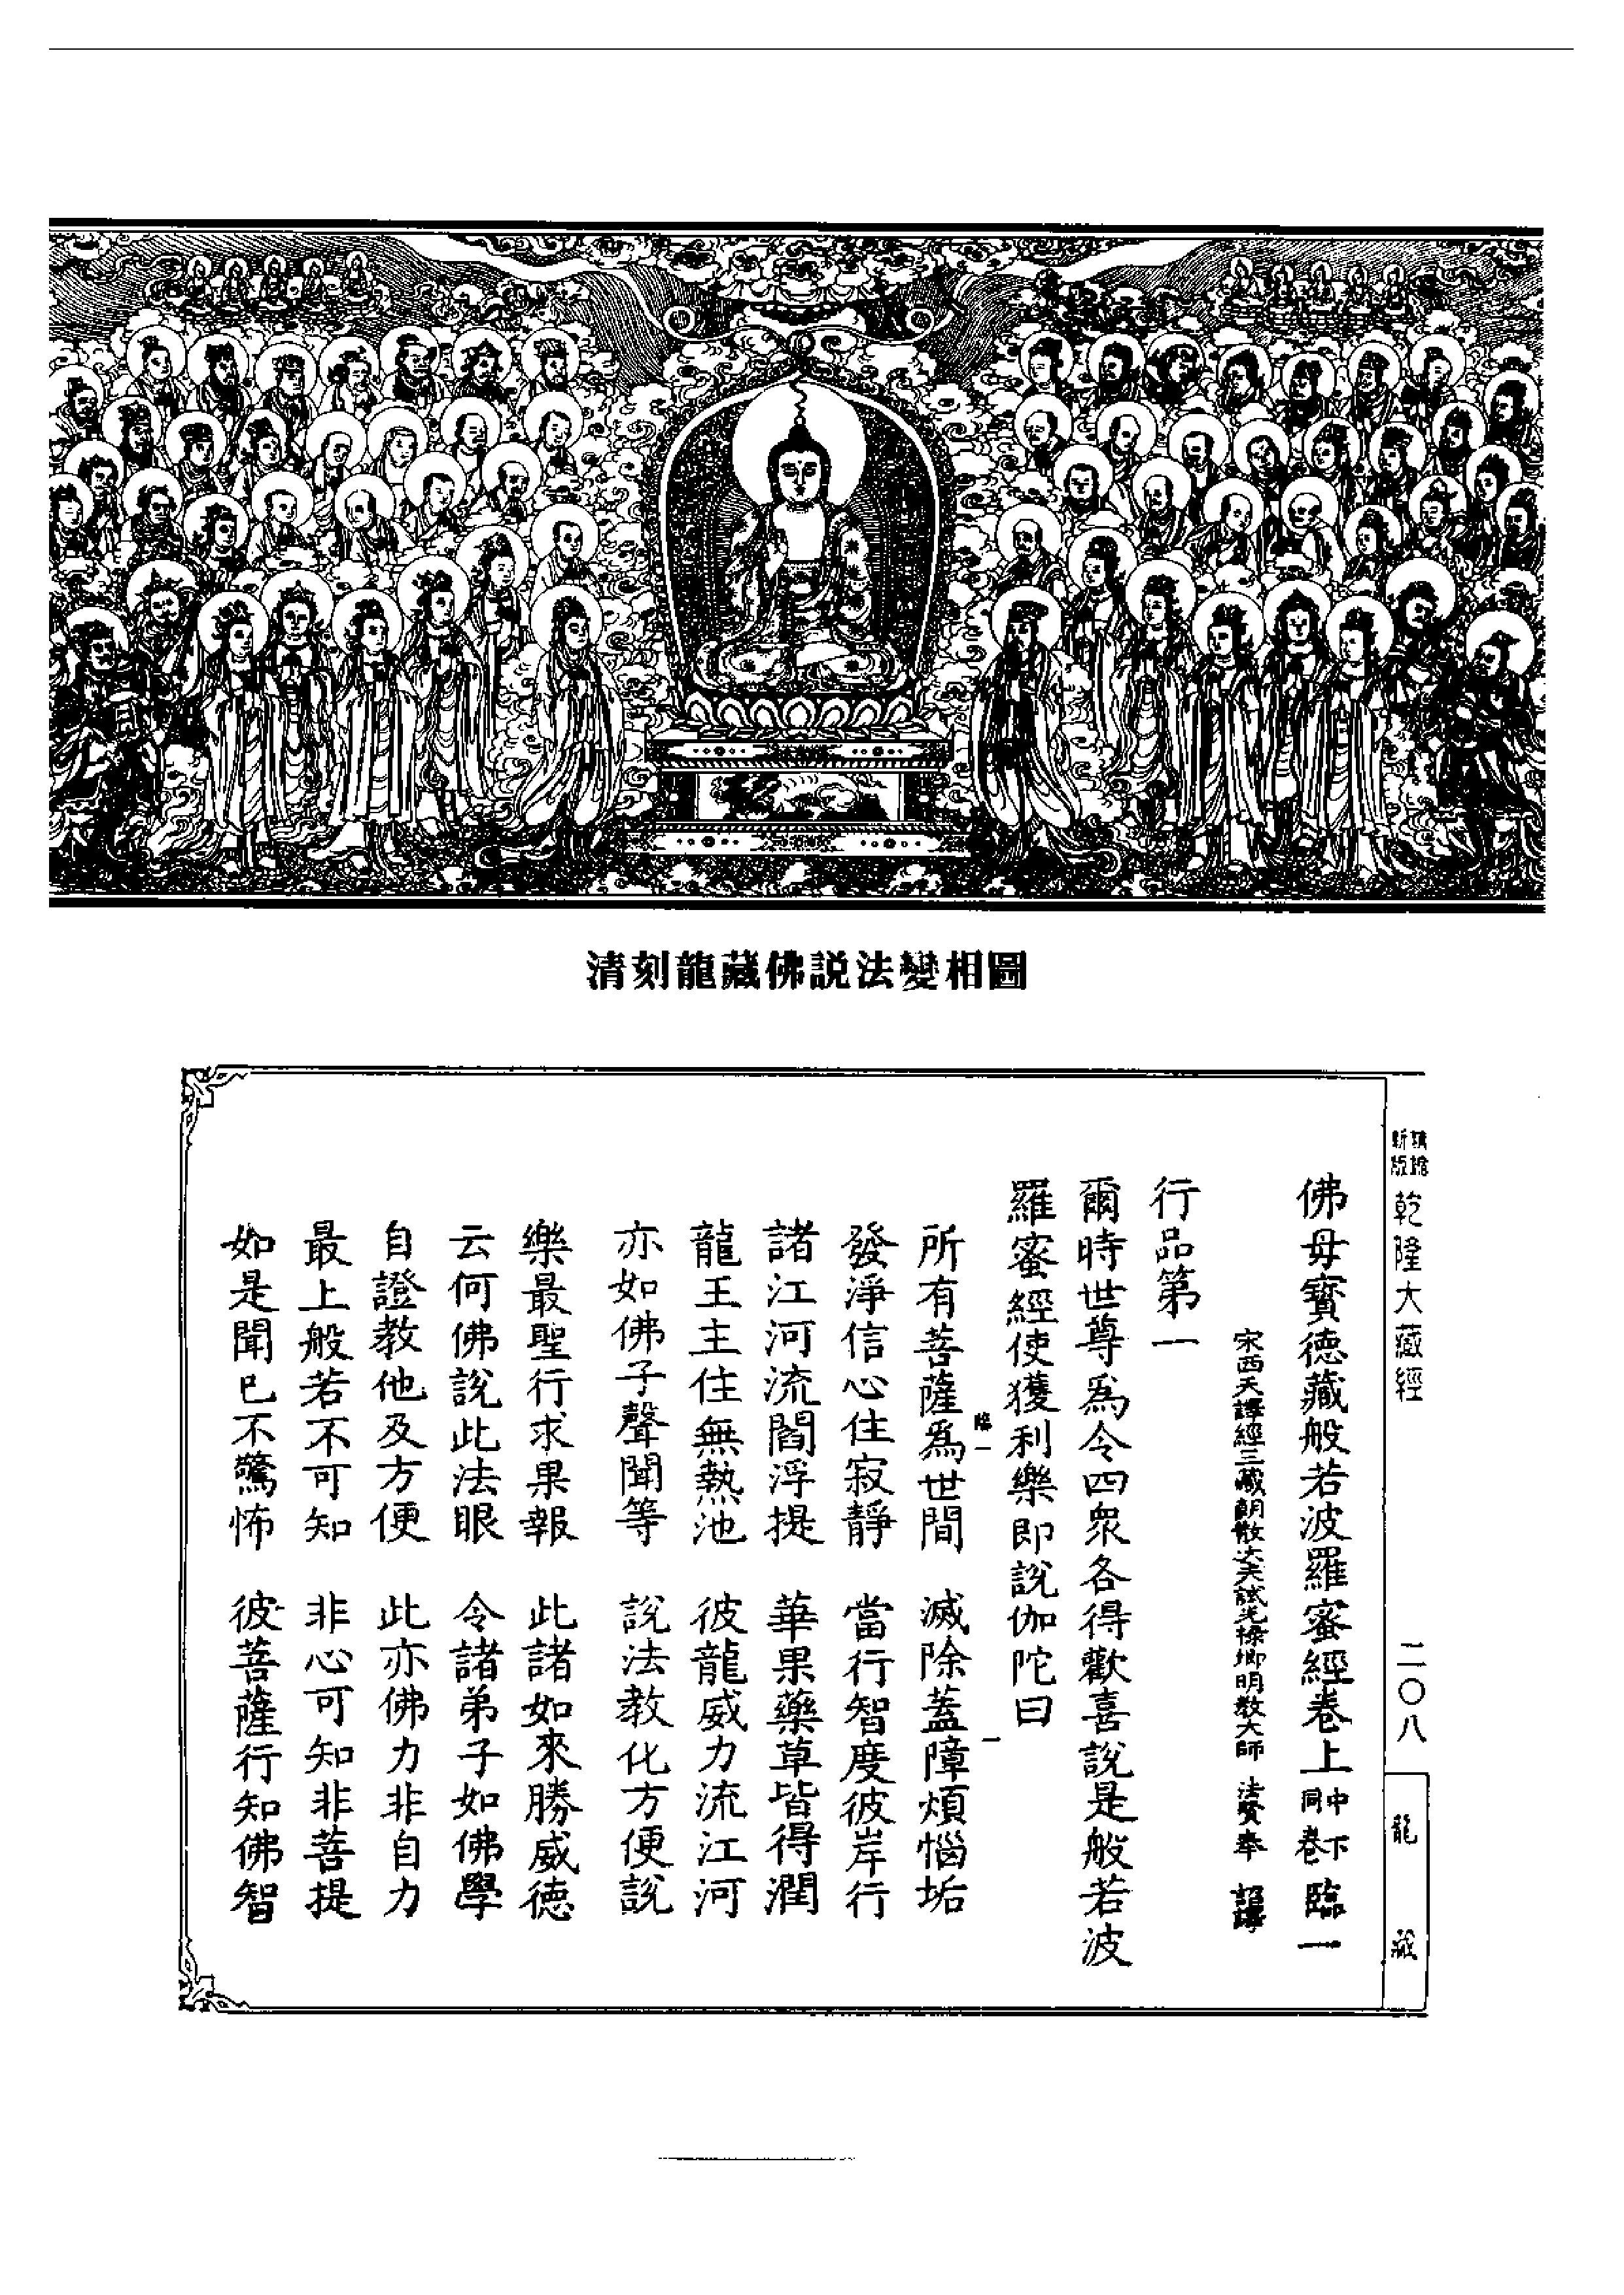 清刻龍藏佛説法變相圖
新版
乾隆大藏經
二〇八
龍藏
佛毋寳德藏般若波羅蜜經卷上中下同卷 臨一
宋西天譯經三藏朝散大夫試光祿卿明教大師 法賢奉 詔譯
行品第一
爾時世尊爲令四衆各得歡喜說是般若波
羅蜜經使獲利樂即說伽陀曰
臨一 一
所有菩薩爲世間 滅除蓋障煩惱垢
發淨信心住寂靜 當行智度彼岸行
諸江河流閻浮提 華果藥草皆得潤
龍王主住無熱池 彼龍威力流江河
亦如佛子聲聞等 說法教化方便說
樂最聖行求果報 此諸如來勝威德
云何佛說此法眼 令諸弟子如佛學
自證教他及方便 此亦佛力非自力
最上般若不可知 非心可知非菩提
如是聞已不驚怖 彼菩薩行知佛智